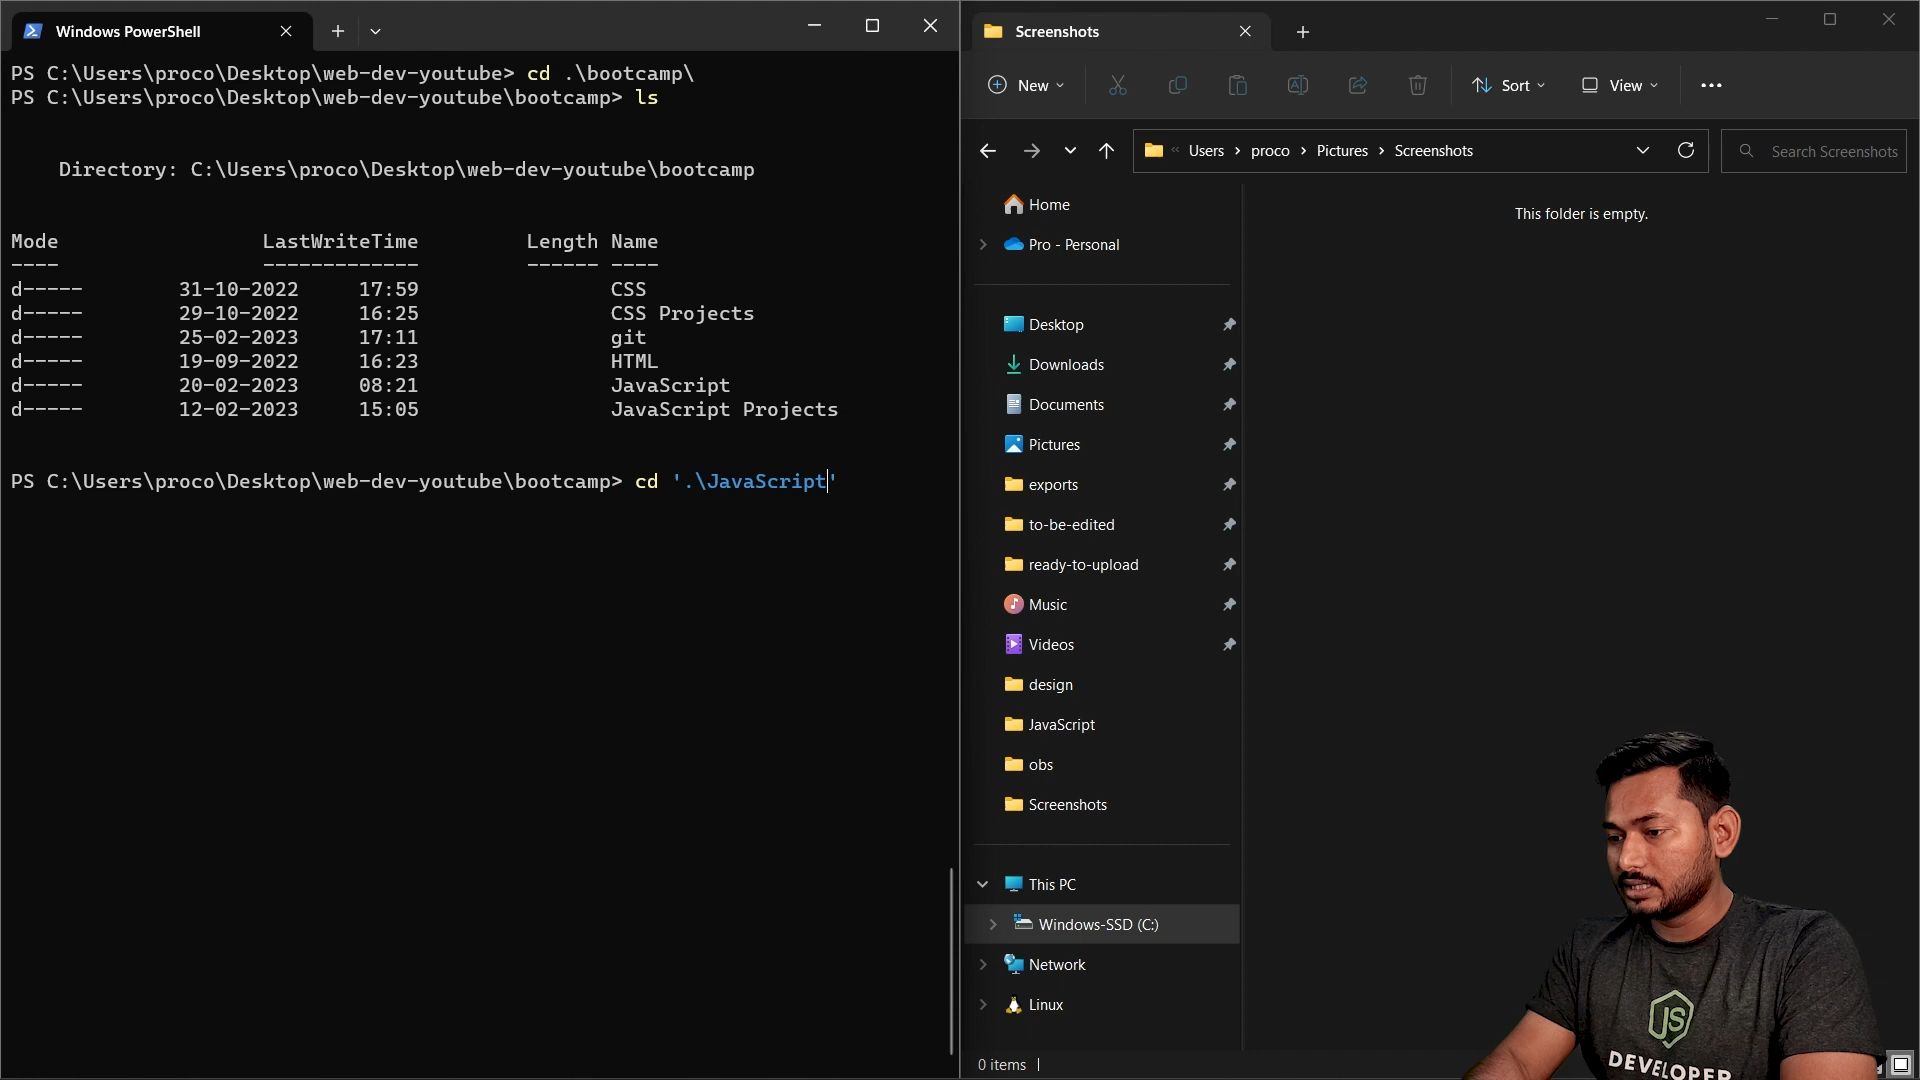 Windows PowerShell
PS C:\Users\proco\Desktop\web-dev-youtube> cd .\bootcamp\
PS C:\Users\proco\Desktop\web-dev-youtube\bootcamp> ls
Directory: C:\Users\proco\Desktop\web-dev-youtube\bootcamp
Mode LastWriteTime Length Name
---- ------------- ------ ----
d----- 31-10-2022 17:59 CSS
d----- 29-10-2022 16:25 CSS Projects
d----- 25-02-2023 17:11 git
d----- 19-09-2022 16:23 HTML
d----- 20-02-2023 08:21 JavaScript
d----- 12-02-2023 15:05 JavaScript Projects
PS C:\Users\proco\Desktop\web-dev-youtube\bootcamp> cd '.\JavaScript'
Screenshots
New Sort View
Users > proco > Pictures > Screenshots
Search Screenshots
Home
Pro - Personal
Desktop
Downloads
Documents
Pictures
exports
to-be-edited
ready-to-upload
Music
Videos
design
JavaScript
obs
Screenshots
This PC
Windows-SSD (C:)
Network
Linux
This folder is empty.
0 items
JS
DEVELOPER